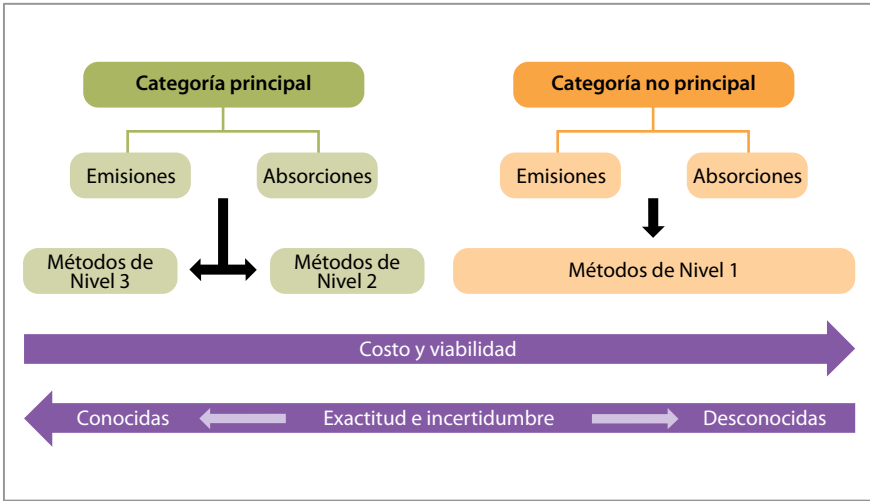 Categoría principal
Categoría no principal
Emisiones
Absorciones
Emisiones
Absorciones
Métodos de
Nivel 3
Métodos de
Nivel 2
Métodos de Nivel 1
Costo y viabilidad
Conocidas
Exactitud e incertidumbre
Desconocidas